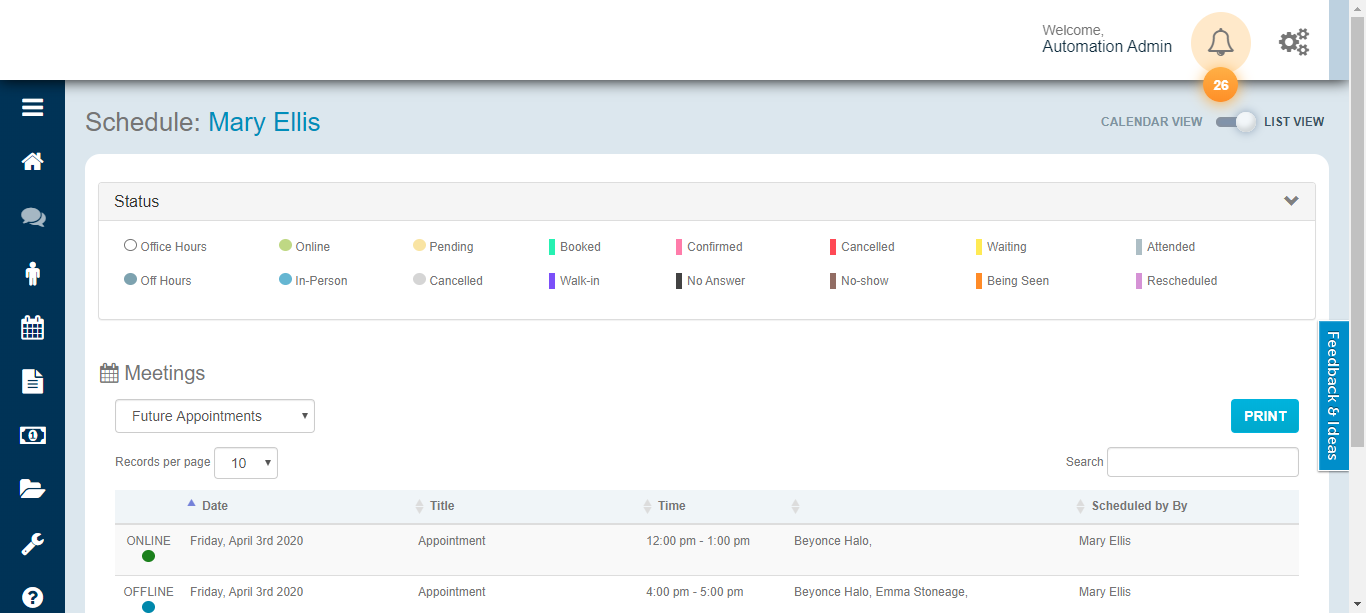 Welcome,
Automation Admin
26
Schedule: Mary Ellis
CALENDAR VIEW LIST VIEW
Status
Office Hours Online Pending Booked Confirmed Cancelled Waiting Attended
Off Hours In-Person Cancelled Walk-in No Answer No-show Being Seen Rescheduled
Feedback & Ideas
Meetings
Future Appointments
PRINT
Records per page 10 Search
Date Title Time Scheduled by By
ONLINE Friday, April 3rd 2020 Appointment 12:00 pm - 1:00 pm Beyonce Halo, Mary Ellis
OFFLINE Friday, April 3rd 2020 Appointment 4:00 pm - 5:00 pm Beyonce Halo, Emma Stoneage, Mary Ellis